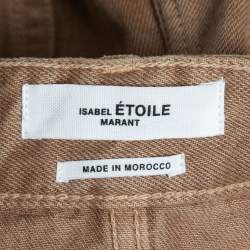 ISABEL ÉTOILE
MARANT
MADE IN MOROCCO